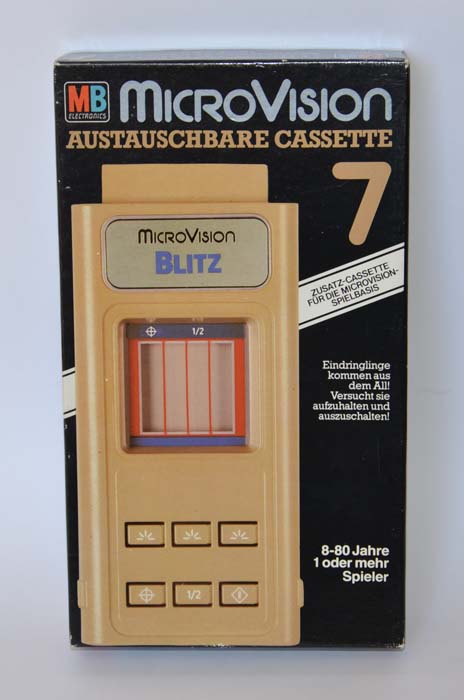 MB
ELECTRONICS
MICROVISION
AUSTAUSCHBARE CASSETTE
7
MICROVISION
BLITZ
ZUSATZ-CASSETTE
FÜR DIE MICROVISION-
SPIELBASIS
1/2
Eindringlinge
kommen aus
dem All!
Versucht sie
aufzuhalten und
auszuschalten!
1/2
8-80 Jahre
1 oder mehr
Spieler